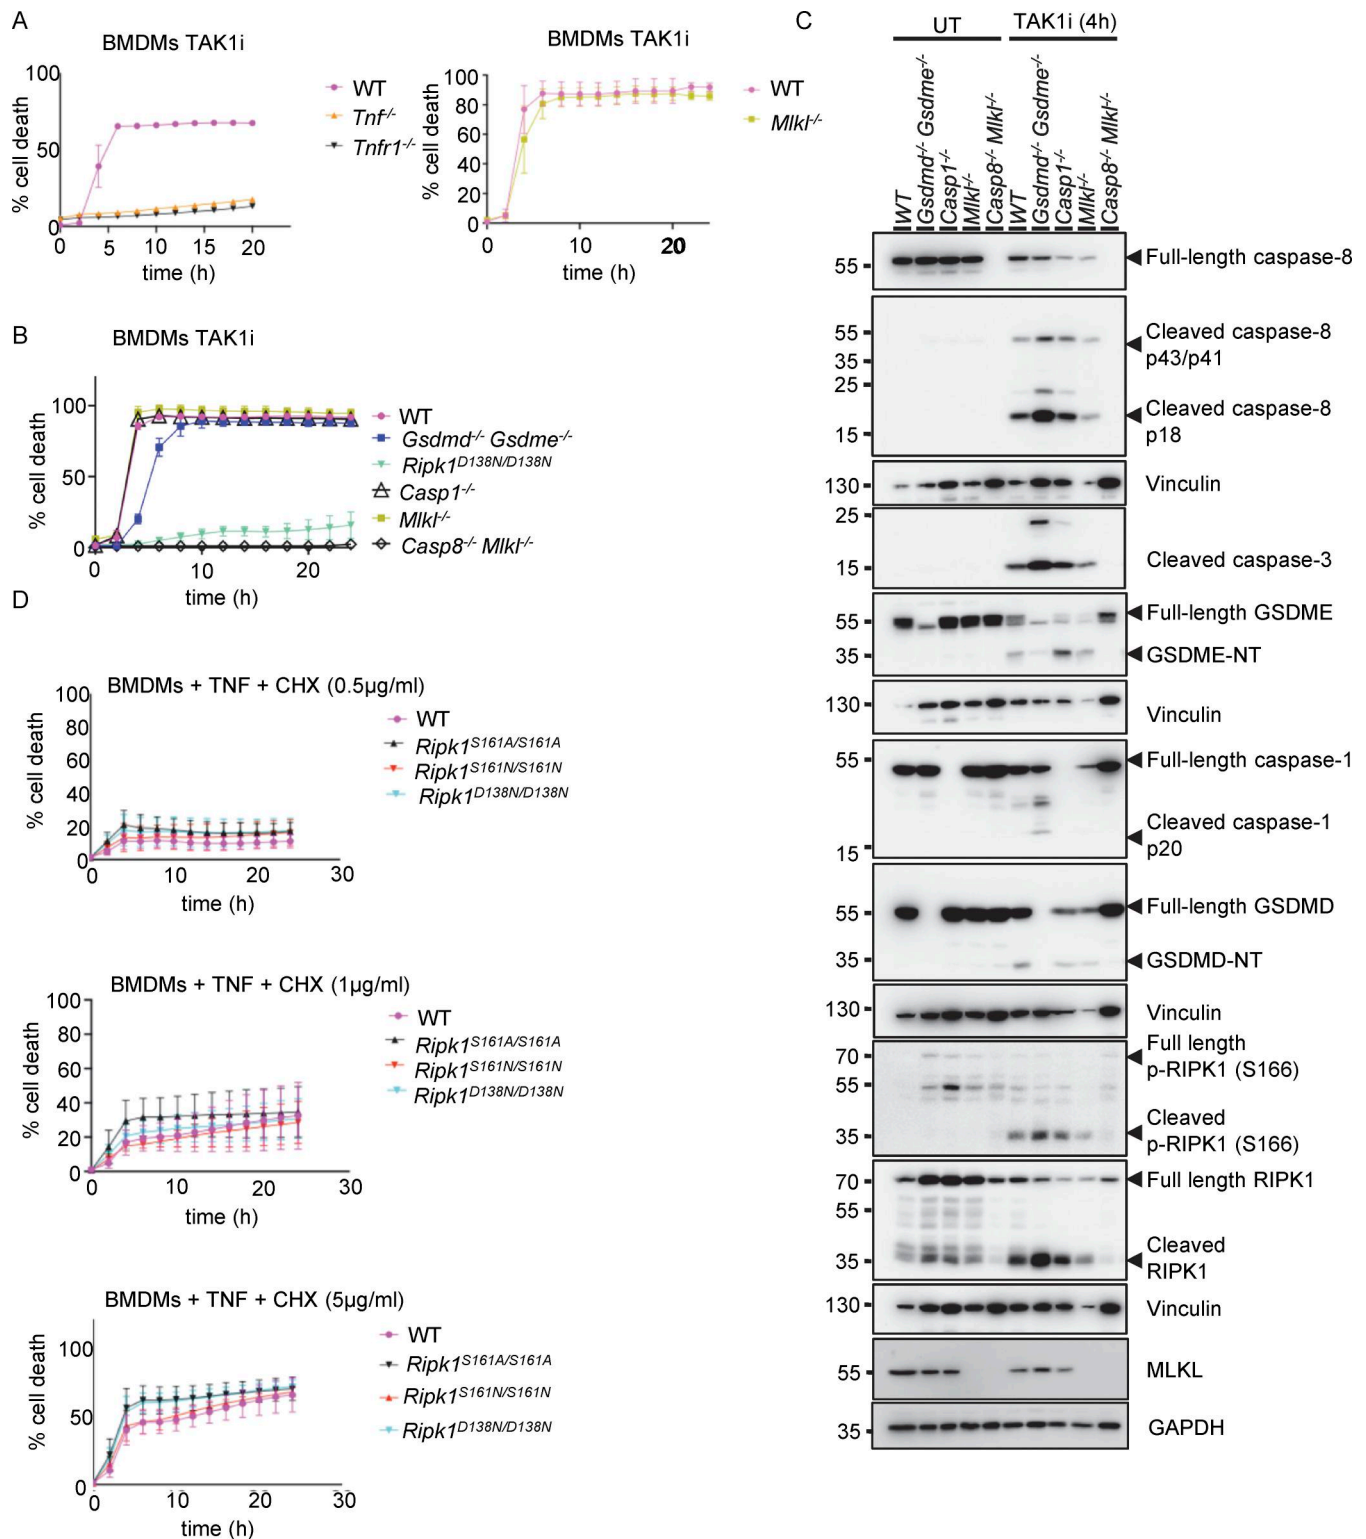 A
BMDMs TAK1i
% cell death
100
50
0
0 5 10 15 20
time (h)
WT
Tnf-/-
Tnfr1-/-
BMDMs TAK1i
% cell death
100
80
60
40
20
0
0 10 20
time (h)
WT
Mlkl-/-
B
BMDMs TAK1i
% cell death
100
50
0
0 10 20
time (h)
WT
Gsdmd-/- Gsdme-/-
Ripk1D138N/D138N
Casp1-/-
Mlkl-/-
Casp8-/- Mlkl-/-
D
BMDMs + TNF + CHX (0.5µg/ml)
% cell death
100
80
60
40
20
0
0 10 20 30
time (h)
WT
Ripk1S161A/S161A
Ripk1S161N/S161N
Ripk1D138N/D138N
BMDMs + TNF + CHX (1µg/ml)
% cell death
100
80
60
40
20
0
0 10 20 30
time (h)
WT
Ripk1S161A/S161A
Ripk1S161N/S161N
Ripk1D138N/D138N
BMDMs + TNF + CHX (5µg/ml)
% cell death
100
50
0
0 10 20 30
time (h)
WT
Ripk1S161A/S161A
Ripk1S161N/S161N
Ripk1D138N/D138N
C
UT TAK1i (4h)
WT
Gsdmd-/- Gsdme-/-
Casp1-/-
Mlkl-/-
Casp8-/- Mlkl-/-
WT
Gsdmd-/- Gsdme-/-
Casp1-/-
Mlkl-/-
Casp8-/- Mlkl-/-
55 Full-length caspase-8
55 Cleaved caspase-8
35 p43/p41
25
Cleaved caspase-8
15 p18
130 Vinculin
25
15 Cleaved caspase-3
55 Full-length GSDME
35 GSDME-NT
130 Vinculin
55 Full-length caspase-1
Cleaved caspase-1
15 p20
55 Full-length GSDMD
35 GSDMD-NT
130 Vinculin
70 Full length
p-RIPK1 (S166)
55
Cleaved
35 p-RIPK1 (S166)
70 Full length RIPK1
55
Cleaved
35 RIPK1
130 Vinculin
55 MLKL
35 GAPDH